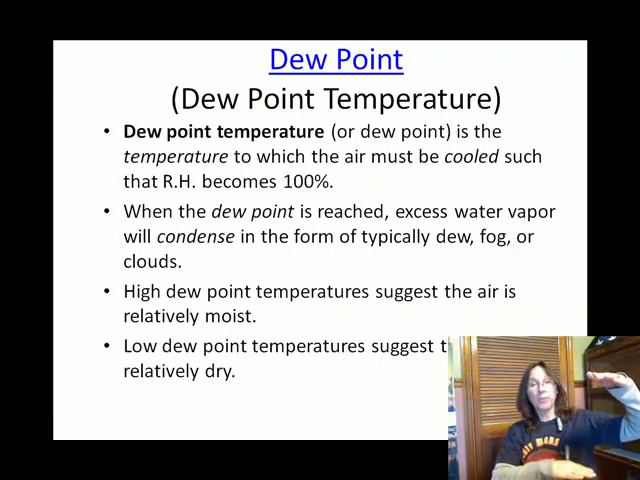 Dew Point
(Dew Point Temperature)
• Dew point temperature (or dew point) is the
temperature to which the air must be cooled such
that R.H. becomes 100%.
• When the dew point is reached, excess water vapor
will condense in the form of typically dew, fog, or
clouds.
• High dew point temperatures suggest the air is
relatively moist.
• Low dew point temperatures suggest
relatively dry.